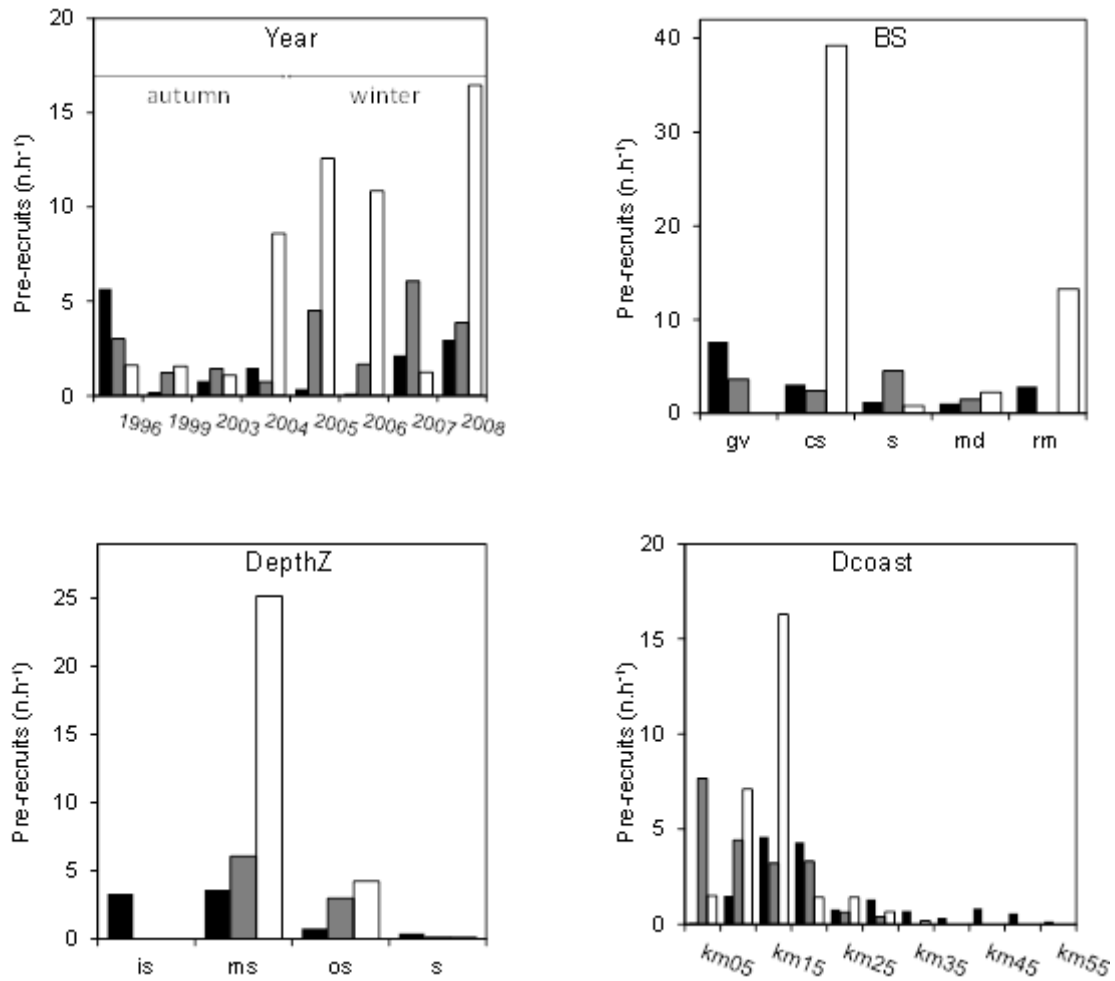 Year
autumn winter
Pre-recruits (n.h⁻¹)
20
15
10
5
0
1996 1999 2003 2004 2005 2006 2007 2008
BS
Pre-recruits (n.h⁻¹)
40
30
20
10
0
gv cs s md rm
DepthZ
Pre-recruits (n.h⁻¹)
25
20
15
10
5
0
is ms os s
Dcoast
Pre-recruits (n.h⁻¹)
20
15
10
5
0
km05 km15 km25 km35 km45 km55